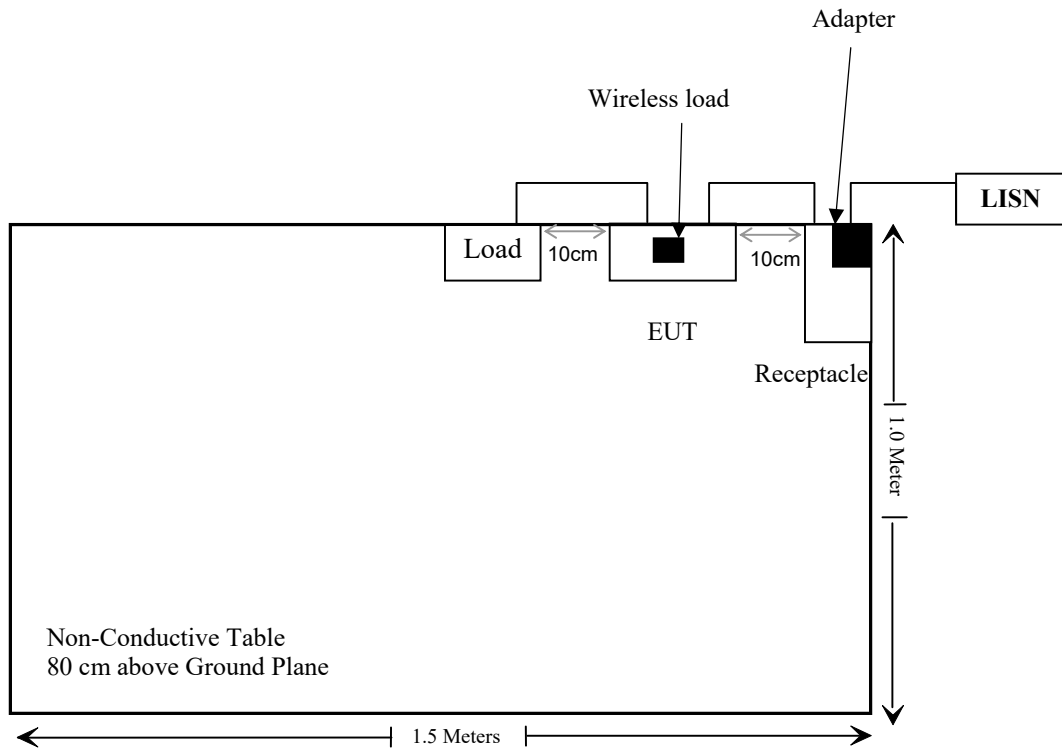 Adapter
Wireless load
LISN
Load
10cm
10cm
EUT
Receptacle
1.0 Meter
Non-Conductive Table
80 cm above Ground Plane
1.5 Meters